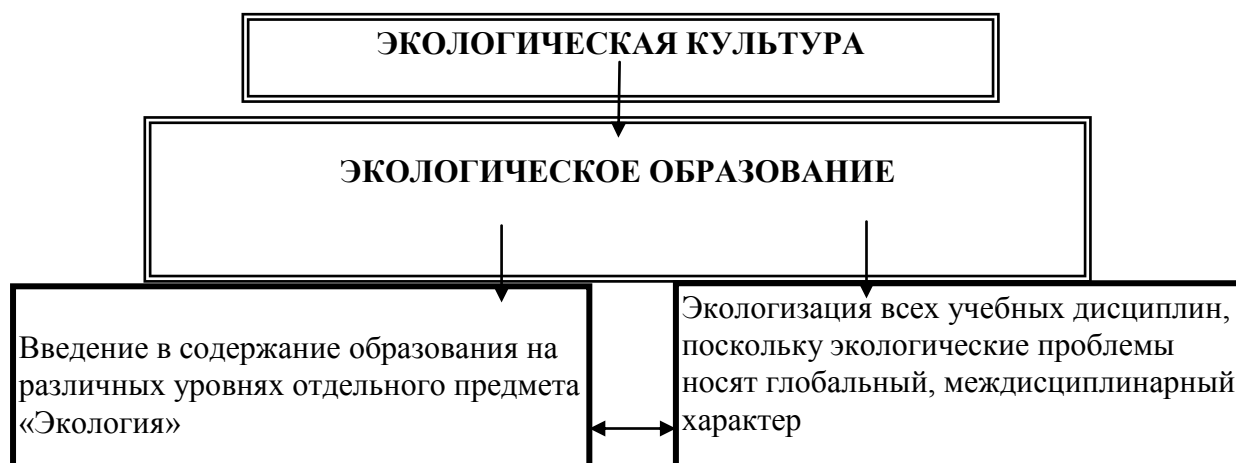 ЭКОЛОГИЧЕСКАЯ КУЛЬТУРА
ЭКОЛОГИЧЕСКОЕ ОБРАЗОВАНИЕ
Введение в содержание образования на
различных уровнях отдельного предмета
«Экология»
Экологизация всех учебных дисциплин,
поскольку экологические проблемы
носят глобальный, междисциплинарный
характер